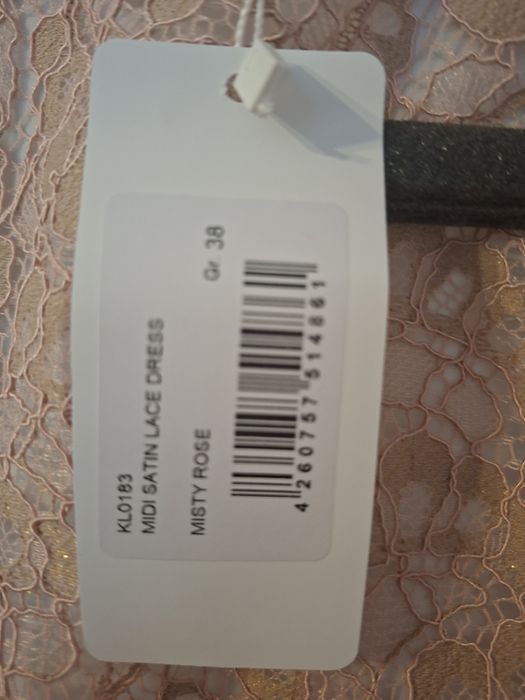 KL0183
MIDI SATIN LACE DRESS
MISTY ROSE Gr. 38
4 260757 514861